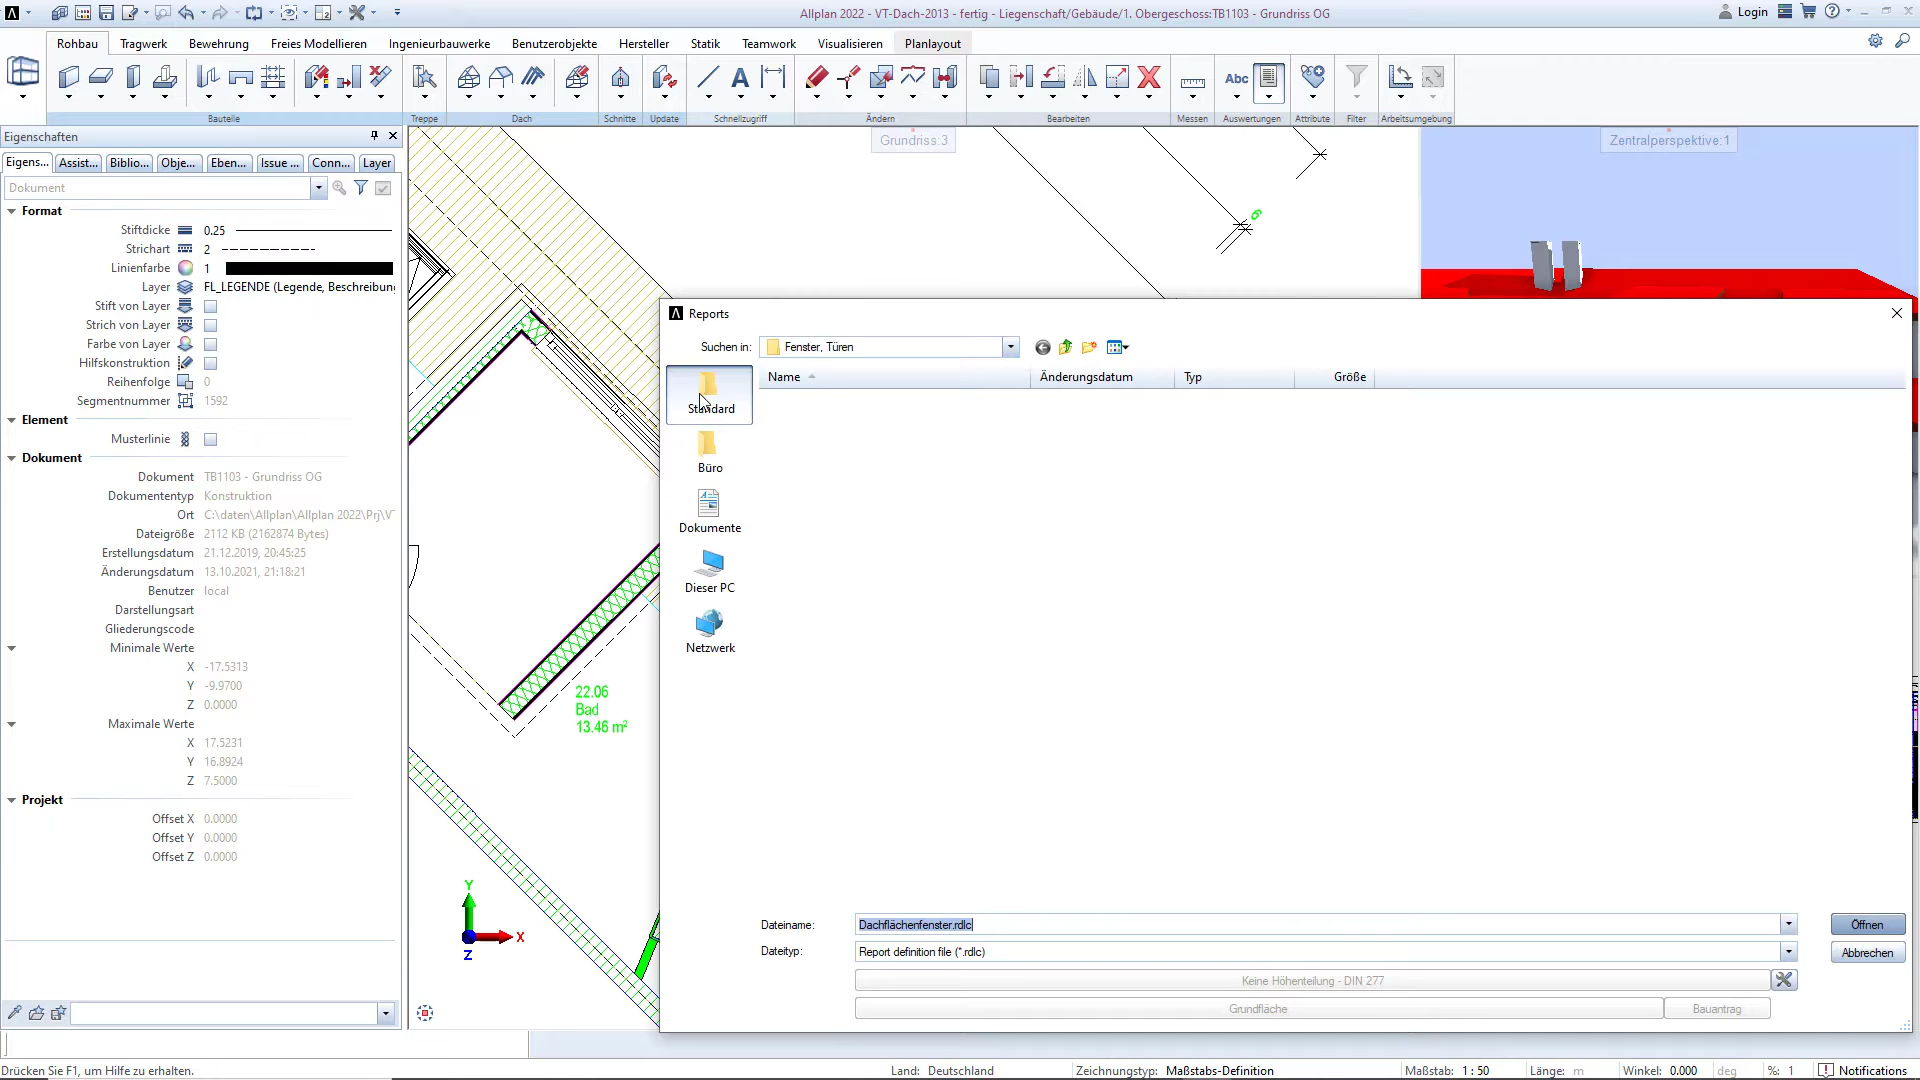 Allplan 2022 - VT-Dach-2013 - fertig - Liegenschaft/Gebäude/1. Obergeschoss:TB1103 - Grundriss OG
Login
Rohbau Tragwerk Bewehrung Freies Modellieren Ingenieurbauwerke Benutzerobjekte Hersteller Statik Teamwork Visualisieren Planlayout
Abc
Bauteile Treppe Dach Schnitte Update Schnellzugriff Ändern Bearbeiten Messen Auswertungen Attribute Filter Arbeitsumgebung
Eigenschaften
Grundriss:3
Zentralperspektive:1
Eigens... Assist... Biblio... Obje... Eben... Issue ... Conn... Layer
Dokument
Format
Stiftdicke 0.25
Strichart 2
Linienfarbe 1
Layer FL_LEGENDE (Legende, Beschreibung
Stift von Layer
Strich von Layer
Farbe von Layer
Hilfskonstruktion
Reihenfolge 0
Segmentnummer 1592
Element
Musterlinie
Dokument
Dokument TB1103 - Grundriss OG
Dokumententyp Konstruktion
Ort C:\daten\Allplan\Allplan 2022\Prj\V
Dateigröße 2112 KB (2162874 Bytes)
Erstellungsdatum 21.12.2019, 20:45:25
Änderungsdatum 13.10.2021, 21:18:21
Benutzer local
Darstellungsart
Gliederungscode
Minimale Werte
X -17.5313
Y -9.9700
Z 0.0000
Maximale Werte
X 17.5231
Y 16.8924
Z 7.5000
Projekt
Offset X 0.0000
Offset Y 0.0000
Offset Z 0.0000
6
22.06
Bad
13.46 m²
Y
X
Z
Reports
Suchen in: Fenster, Türen
Name Änderungsdatum Typ Größe
Standard
Büro
Dokumente
Dieser PC
Netzwerk
Dateiname: Dachflächenfenster.rdlc Öffnen
Dateityp: Report definition file (*.rdlc) Abbrechen
Keine Höhenteilung - DIN 277
Grundfläche Bauantrag
Drücken Sie F1, um Hilfe zu erhalten. Land: Deutschland Zeichnungstyp: Maßstabs-Definition Maßstab: 1 : 50 Länge: m Winkel: 0.000 deg %: 1 Notifications